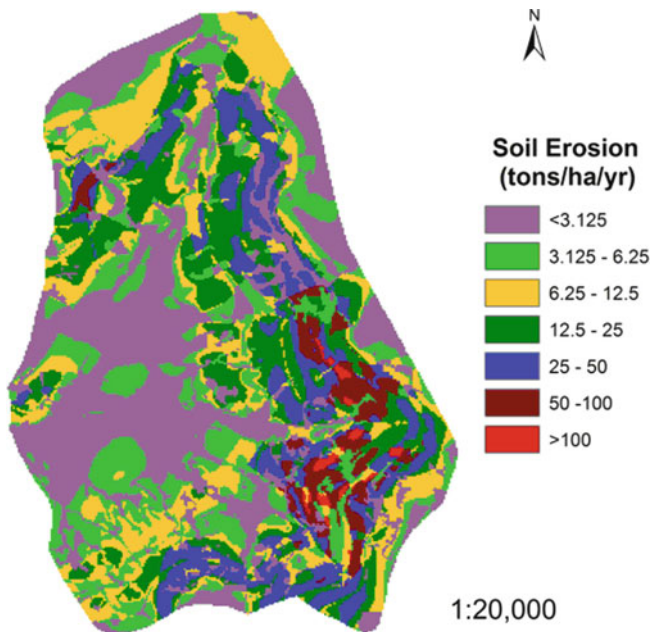 N
Soil Erosion
(tons/ha/yr)
<3.125
3.125 - 6.25
6.25 - 12.5
12.5 - 25
25 - 50
50 -100
>100
1:20,000